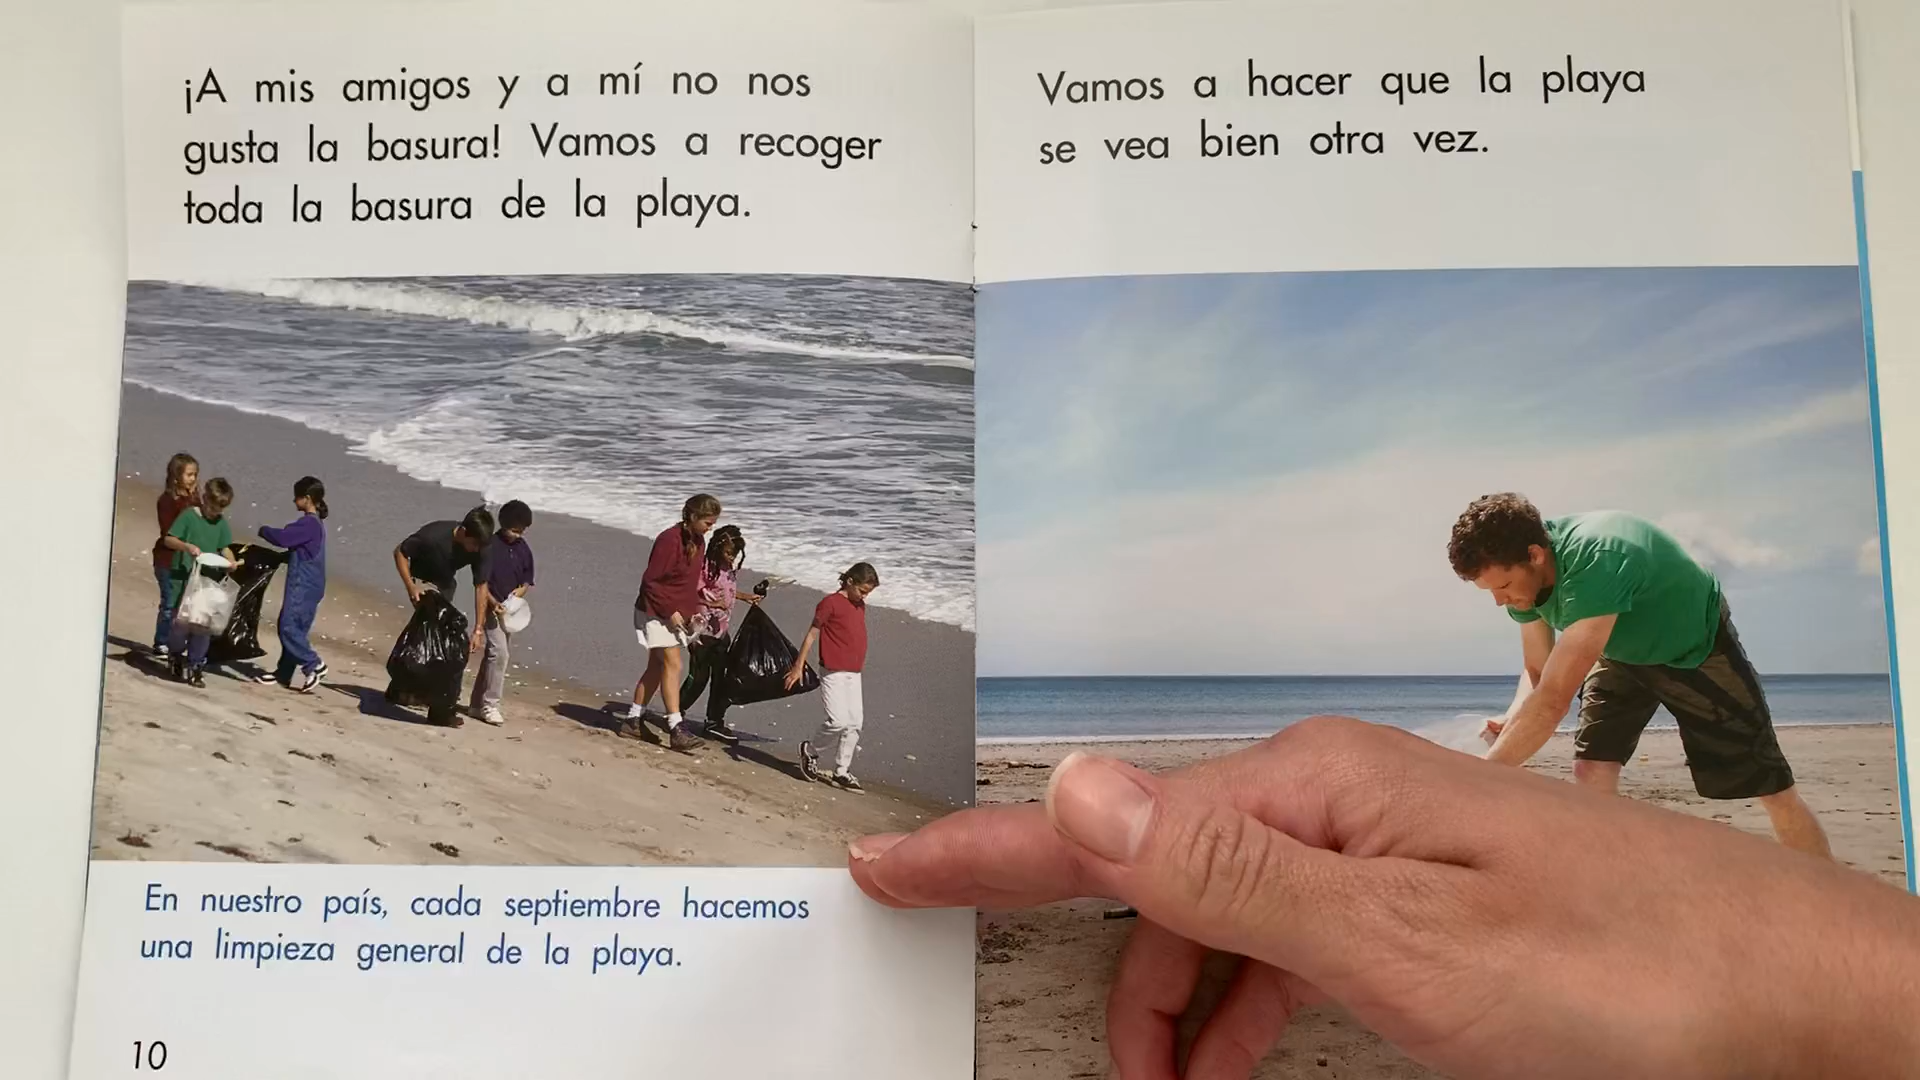 ¡A mis amigos y a mí no nos
gusta la basura! Vamos a recoger
toda la basura de la playa.
En nuestro país, cada septiembre hacemos
una limpieza general de la playa.
10
Vamos a hacer que la playa
se vea bien otra vez.